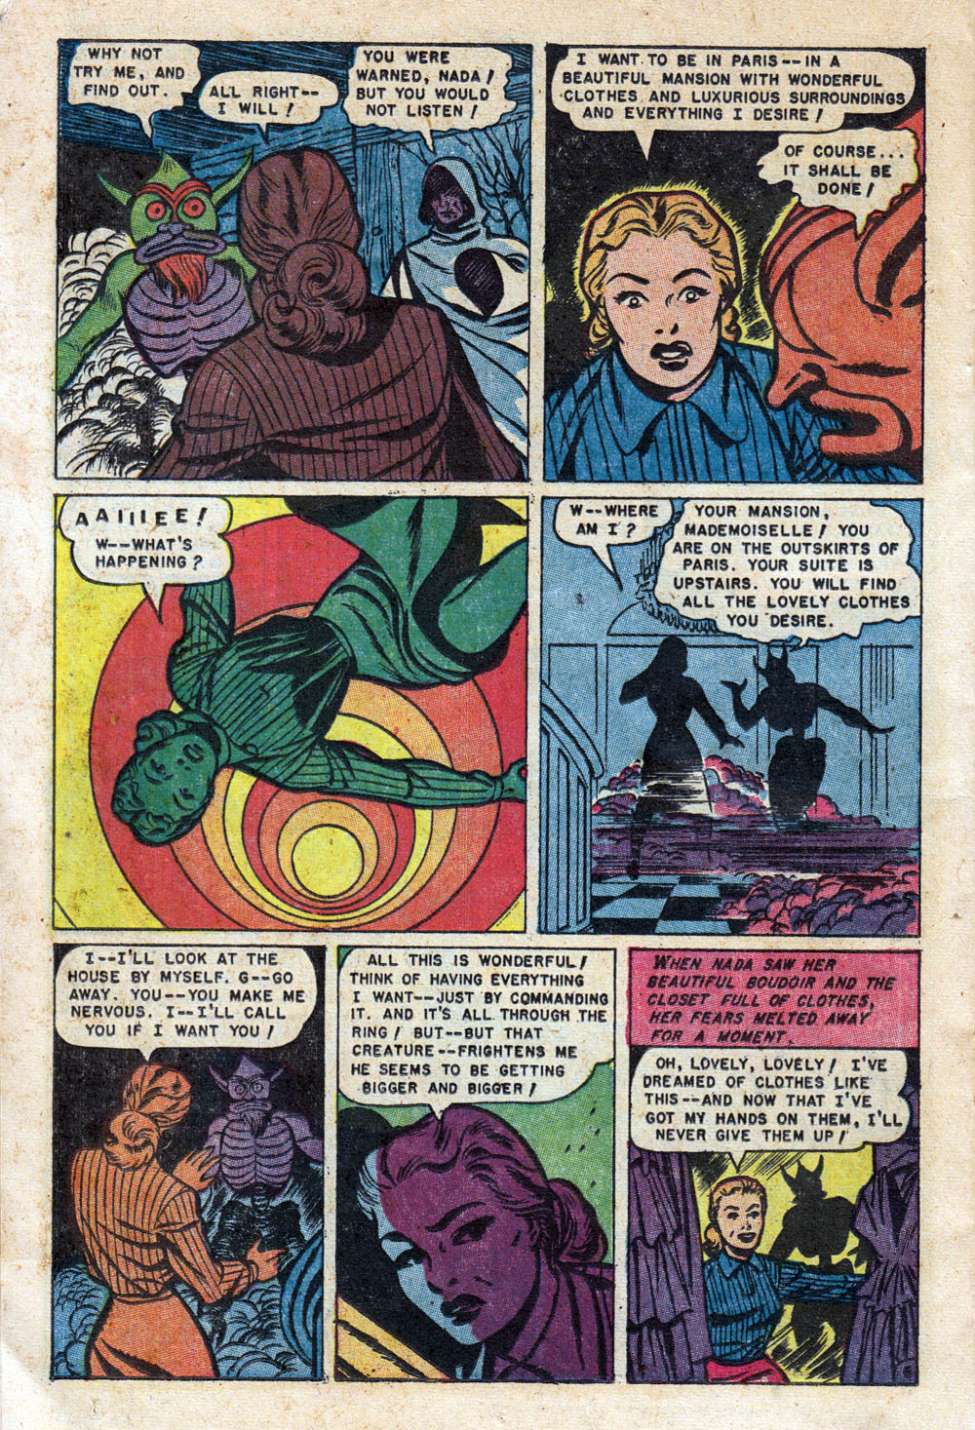 WHY NOT
TRY ME, AND
FIND OUT.
ALL RIGHT--
I WILL!
YOU WERE
WARNED, NADA!
BUT YOU WOULD
NOT LISTEN!
I WANT TO BE IN PARIS--IN A
BEAUTIFUL MANSION WITH WONDERFUL
CLOTHES AND LUXURIOUS SURROUNDINGS
AND EVERYTHING I DESIRE!
OF COURSE...
IT SHALL BE
DONE!
AAIIIEE!
W--WHAT'S
HAPPENING?
W--WHERE
AM I?
YOUR MANSION,
MADEMOISELLE! YOU
ARE ON THE OUTSKIRTS OF
PARIS. YOUR SUITE IS
UPSTAIRS. YOU WILL FIND
ALL THE LOVELY CLOTHES
YOU DESIRE.
I--I'LL LOOK AT THE
HOUSE BY MYSELF. G--GO
AWAY. YOU--YOU MAKE ME
NERVOUS. I--I'LL CALL
YOU IF I WANT YOU!
ALL THIS IS WONDERFUL!
THINK OF HAVING EVERYTHING
I WANT--JUST BY COMMANDING
IT. AND IT'S ALL THROUGH THE
RING! BUT--BUT THAT
CREATURE--FRIGHTENS ME
HE SEEMS TO BE GETTING
BIGGER AND BIGGER!
WHEN NADA SAW HER
BEAUTIFUL BOUDOIR AND THE
CLOSET FULL OF CLOTHES,
HER FEARS MELTED AWAY
FOR A MOMENT.
OH, LOVELY, LOVELY! I'VE
DREAMED OF CLOTHES LIKE
THIS--AND NOW THAT I'VE
GOT MY HANDS ON THEM, I'LL
NEVER GIVE THEM UP!